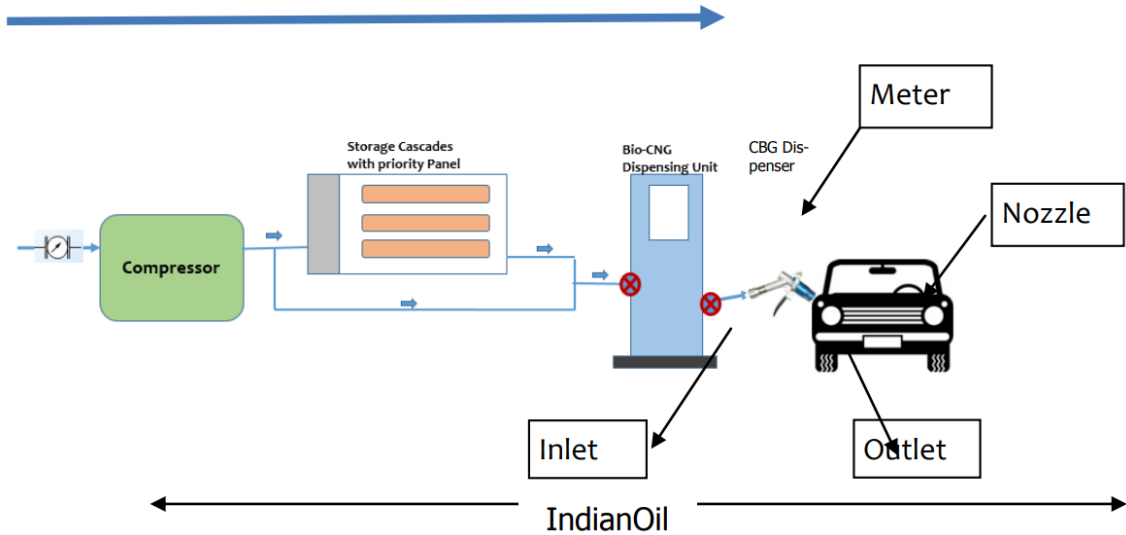 Meter
Storage Cascades
with priority Panel
Bio-CNG
Dispensing Unit
CBG Dis-
penser
Nozzle
Compressor
Inlet
Outlet
IndianOil